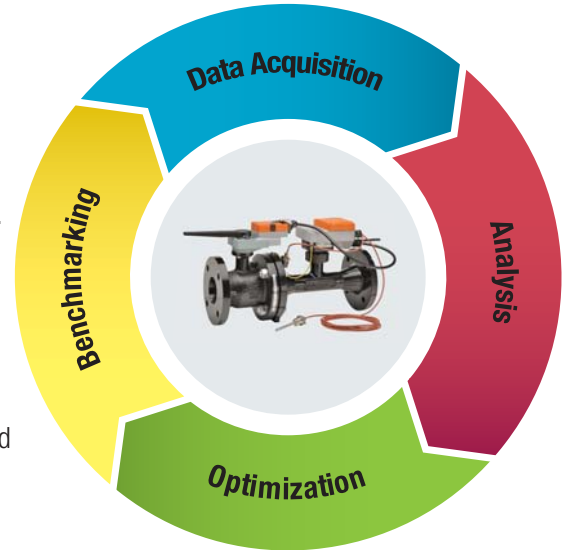 Data Acquisition
Analysis
Optimization
Benchmarking
d